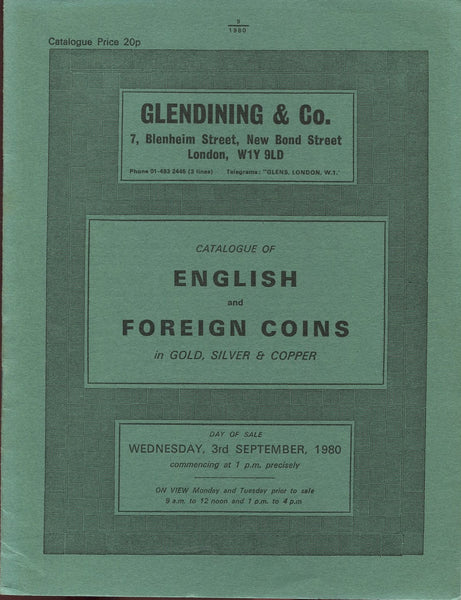 9
1980
Catalogue Price 20p
GLENDINING & Co.
7, Blenheim Street, New Bond Street
London, W1Y 9LD
Phone 01-493 2445 (3 lines) Telegrams: "GLENS, LONDON, W.1.'
CATALOGUE OF
ENGLISH
and
FOREIGN COINS
in GOLD, SILVER & COPPER
DAY OF SALE
WEDNESDAY, 3rd SEPTEMBER, 1980
commencing at 1 p.m. precisely
ON VIEW Monday and Tuesday prior to sale
9 a.m. to 12 noon and 1 p.m. to 4 p.m